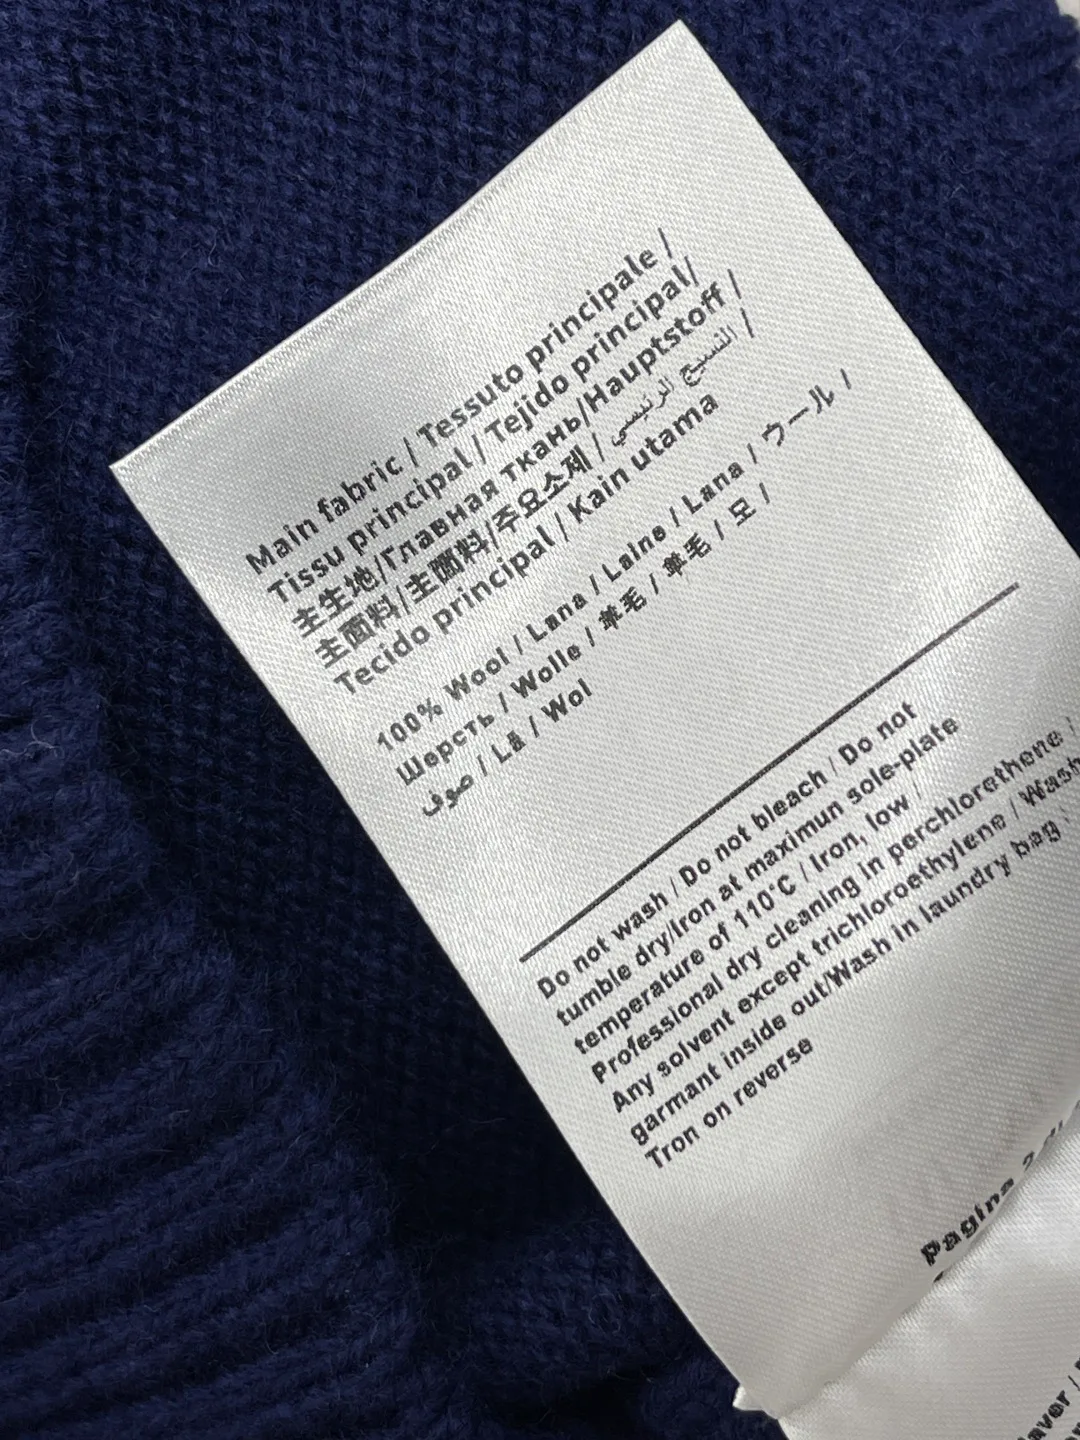 Main fabric / Tessuto principale /
Tissu principal / Tejido principal/
主生地/Главная ткань/Hauptstoff /
主面料/主面料/주요소제 / النسيج الرئيسي /
Tecido principal / Kain utama
100% Wool / Lana / Laine / Lana / ウール /
Шерсть / Wolle / 羊毛 / 羊毛 / 모 /
صوف / Lã / Wol
Do not wash / Do not bleach / Do not
tumble dry/Iron at maximun sole-plate
temperature of 110°C / Iron, low /
Professional dry cleaning in perchlorethene /
Any solvent except trichloroethylene / Wash
garmant inside out/Wash in laundry bag
Tron on reverse
Pagina 2